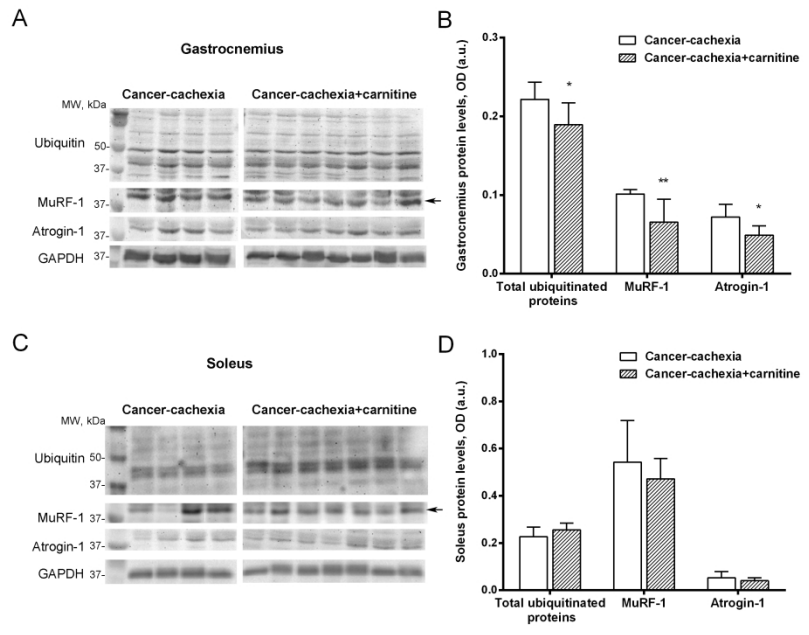 A
Gastrocnemius
Cancer-cachexia Cancer-cachexia+carnitine
MW, kDa
Ubiquitin
50-
37-
MuRF-1 37-
Atrogin-1 37-
GAPDH 37-
B
Cancer-cachexia
Cancer-cachexia+carnitine
Gastrocnemius protein levels, OD (a.u.)
0.3
0.2
0.1
0.0
* ** *
Total ubiquitinated proteins MuRF-1 Atrogin-1
C
Soleus
Cancer-cachexia Cancer-cachexia+carnitine
MW, kDa
Ubiquitin 50-
37-
MuRF-1 37-
Atrogin-1 37-
GAPDH 37-
D
Cancer-cachexia
Cancer-cachexia+carnitine
Soleus protein levels, OD (a.u.)
1.0
0.8
0.6
0.4
0.2
0.0
Total ubiquitinated proteins MuRF-1 Atrogin-1